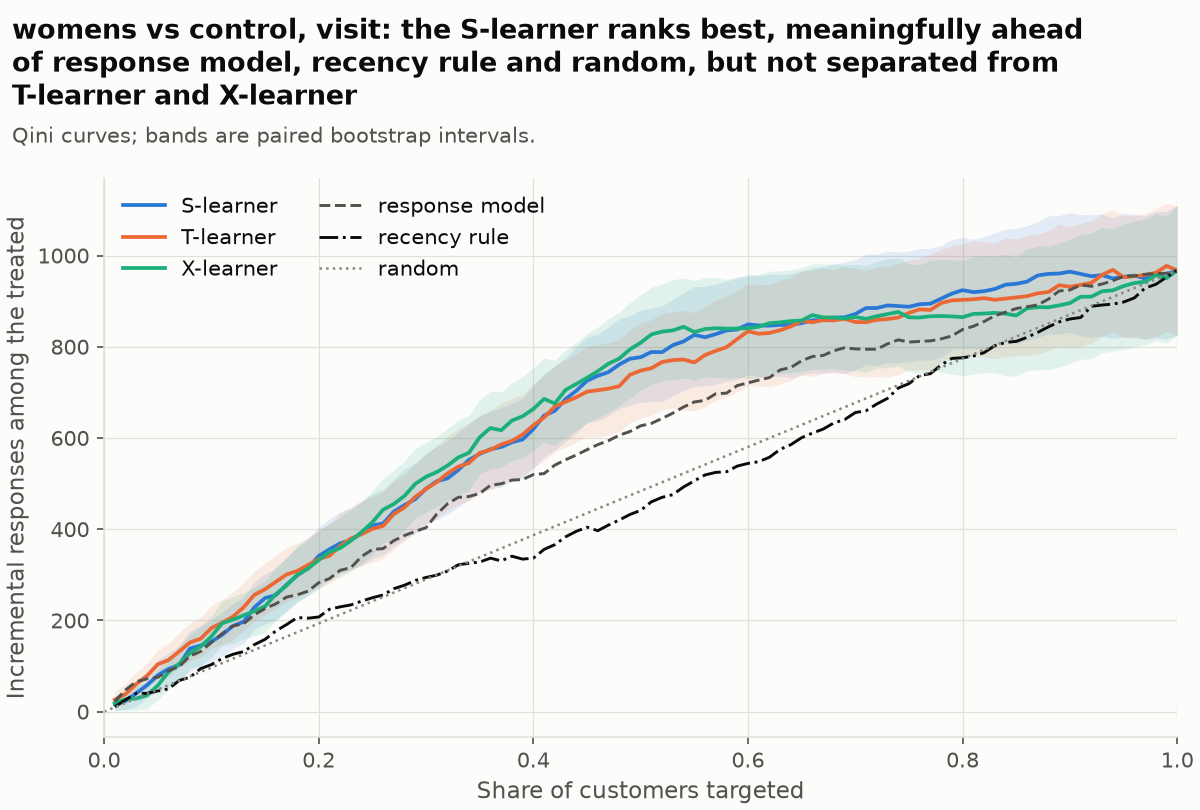 womens vs control, visit: the S-learner ranks best, meaningfully ahead
of response model, recency rule and random, but not separated from
T-learner and X-learner
Qini curves; bands are paired bootstrap intervals.
S-learner
T-learner
X-learner
response model
recency rule
random
Incremental responses among the treated
1000
800
600
400
200
0
0.0
0.2
0.4
0.6
0.8
1.0
Share of customers targeted